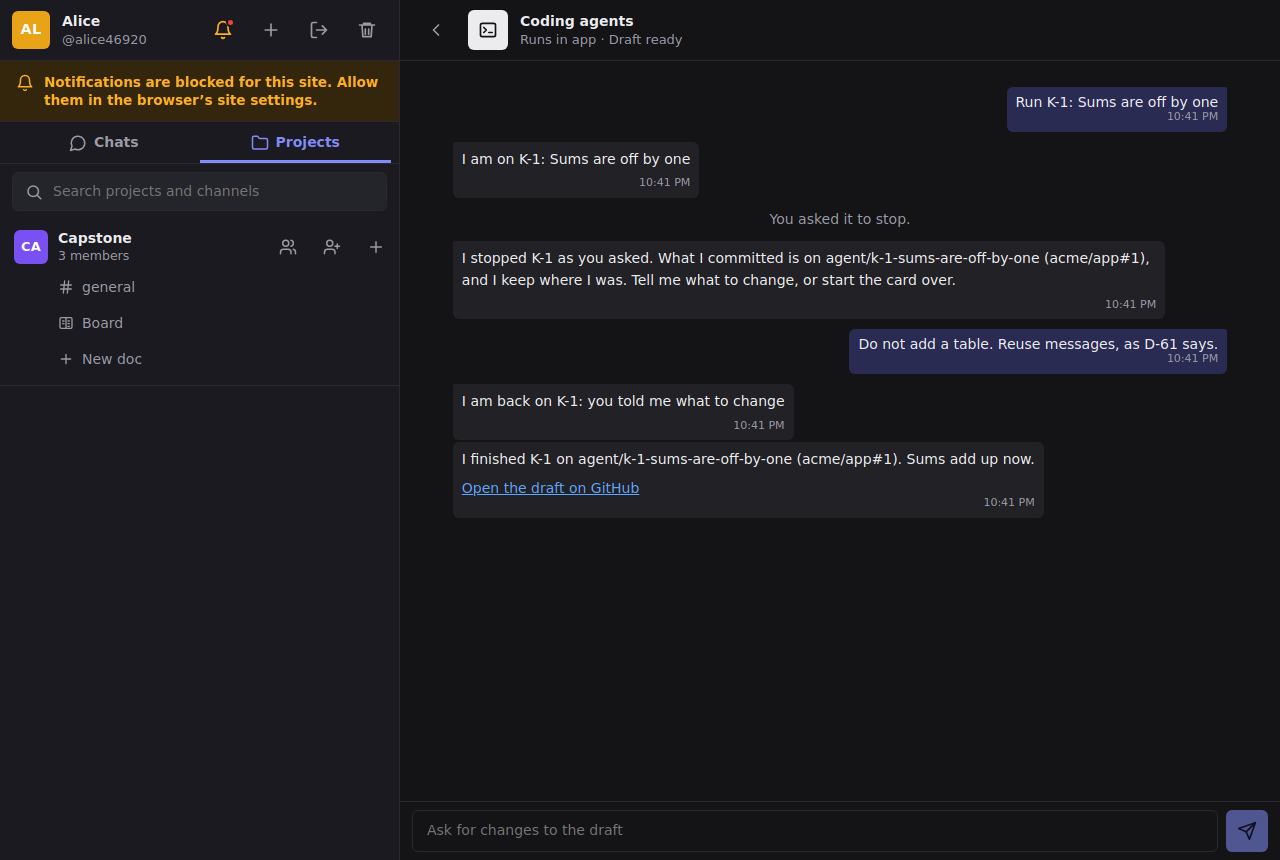 AL
Alice
@alice46920
Notifications are blocked for this site. Allow
them in the browser’s site settings.
Chats
Projects
Search projects and channels
CA
Capstone
3 members
general
Board
New doc
Coding agents
Runs in app · Draft ready
Run K-1: Sums are off by one
10:41 PM
I am on K-1: Sums are off by one
10:41 PM
You asked it to stop.
I stopped K-1 as you asked. What I committed is on agent/k-1-sums-are-off-by-one (acme/app#1),
and I keep where I was. Tell me what to change, or start the card over.
10:41 PM
Do not add a table. Reuse messages, as D-61 says.
10:41 PM
I am back on K-1: you told me what to change
10:41 PM
I finished K-1 on agent/k-1-sums-are-off-by-one (acme/app#1). Sums add up now.
Open the draft on GitHub
10:41 PM
Ask for changes to the draft